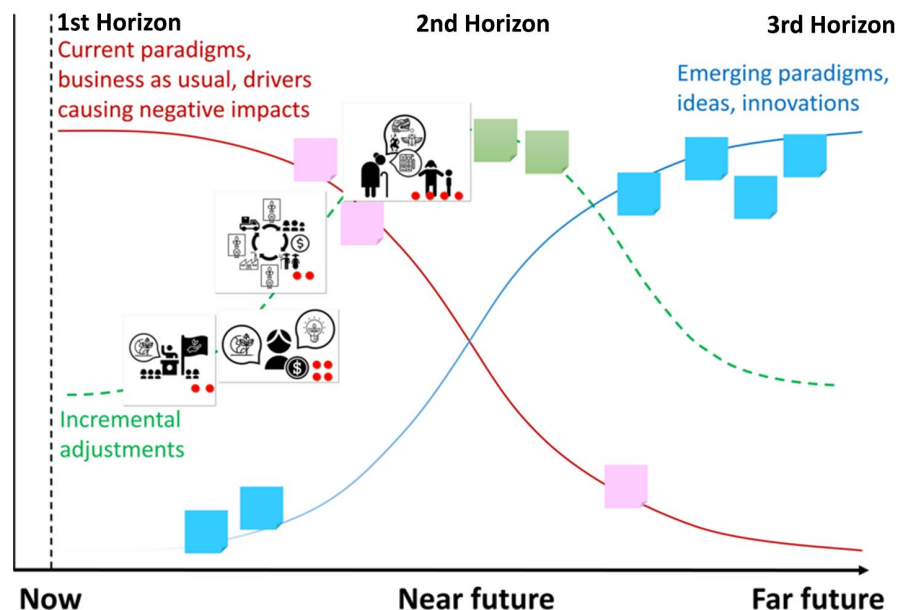 1st Horizon
2nd Horizon
3rd Horizon
Current paradigms,
business as usual, drivers
causing negative impacts
Emerging paradigms,
ideas, innovations
$
$
Incremental
adjustments
Now
Near future
Far future